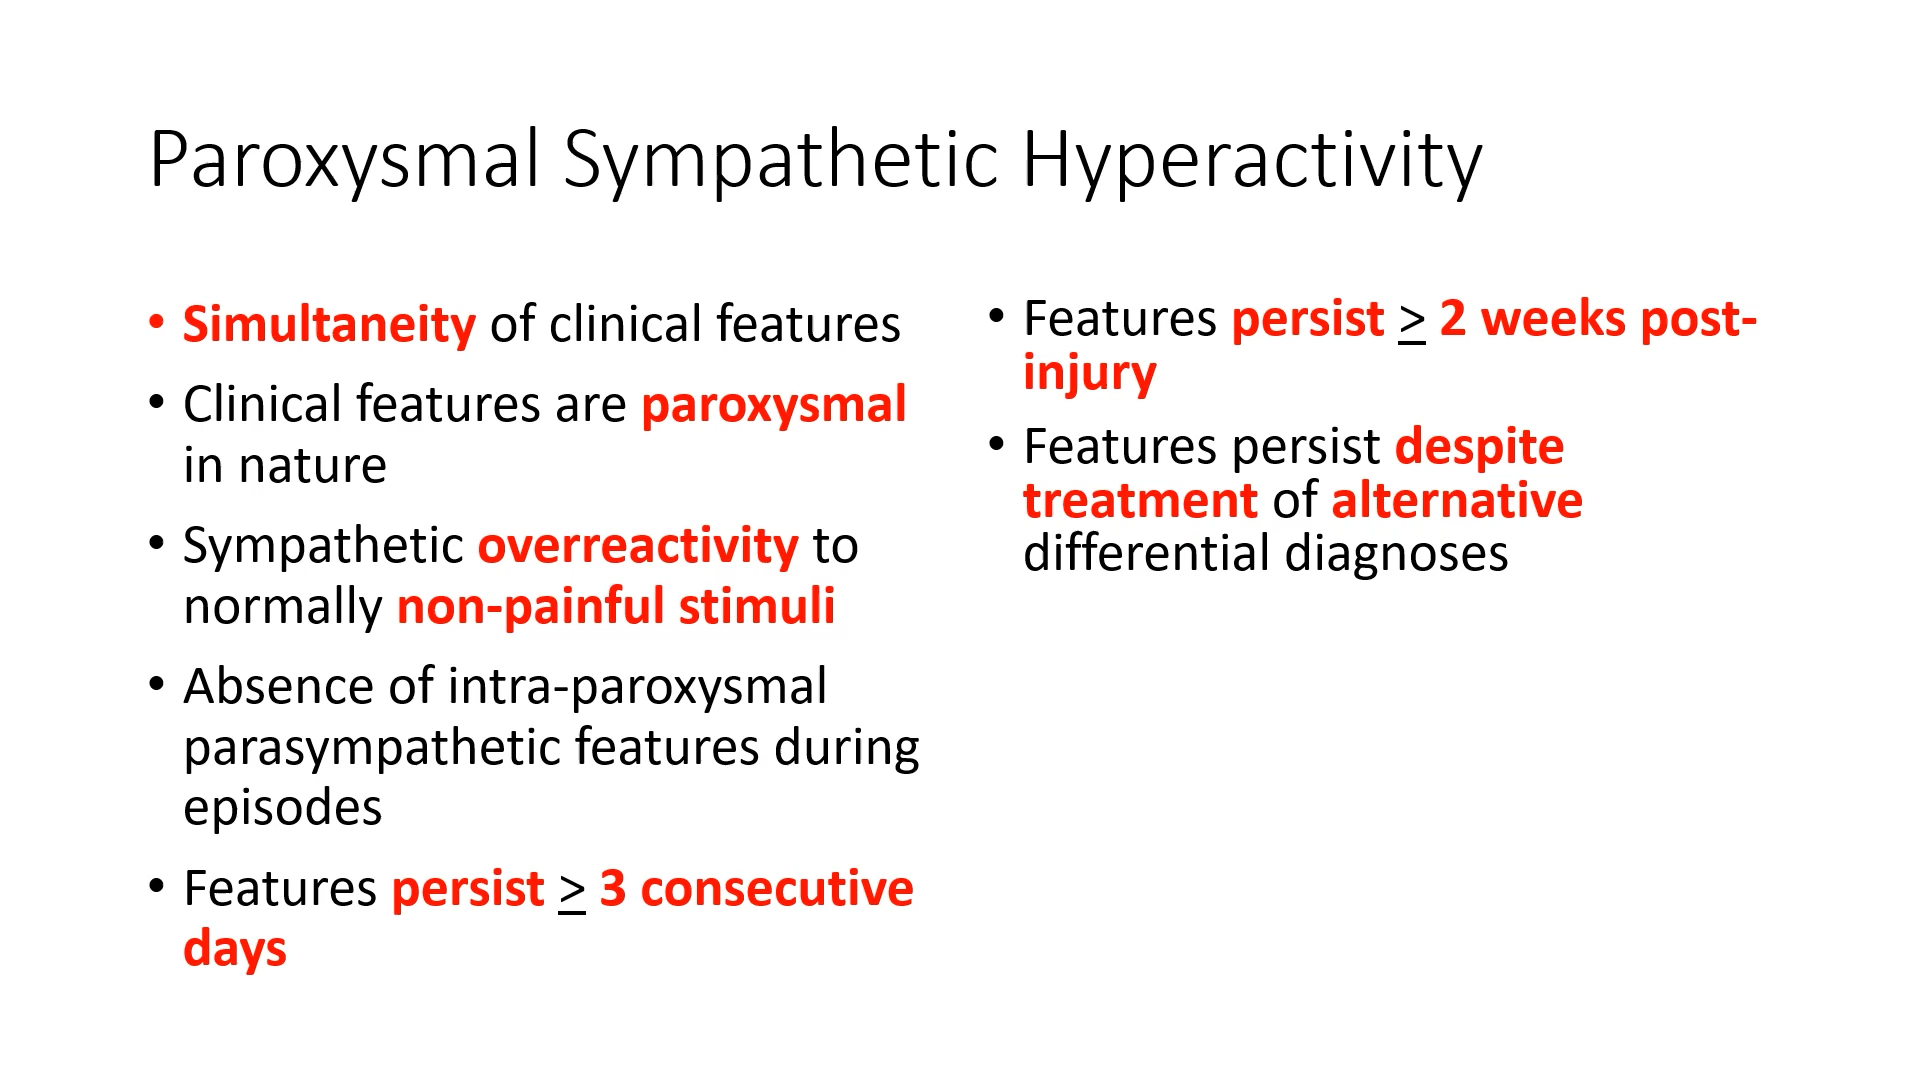 Paroxysmal Sympathetic Hyperactivity
• Simultaneity of clinical features
• Clinical features are paroxysmal
in nature
• Sympathetic overreactivity to
normally non-painful stimuli
• Absence of intra-paroxysmal
parasympathetic features during
episodes
• Features persist > 3 consecutive
days
• Features persist > 2 weeks post-
injury
• Features persist despite
treatment of alternative
differential diagnoses